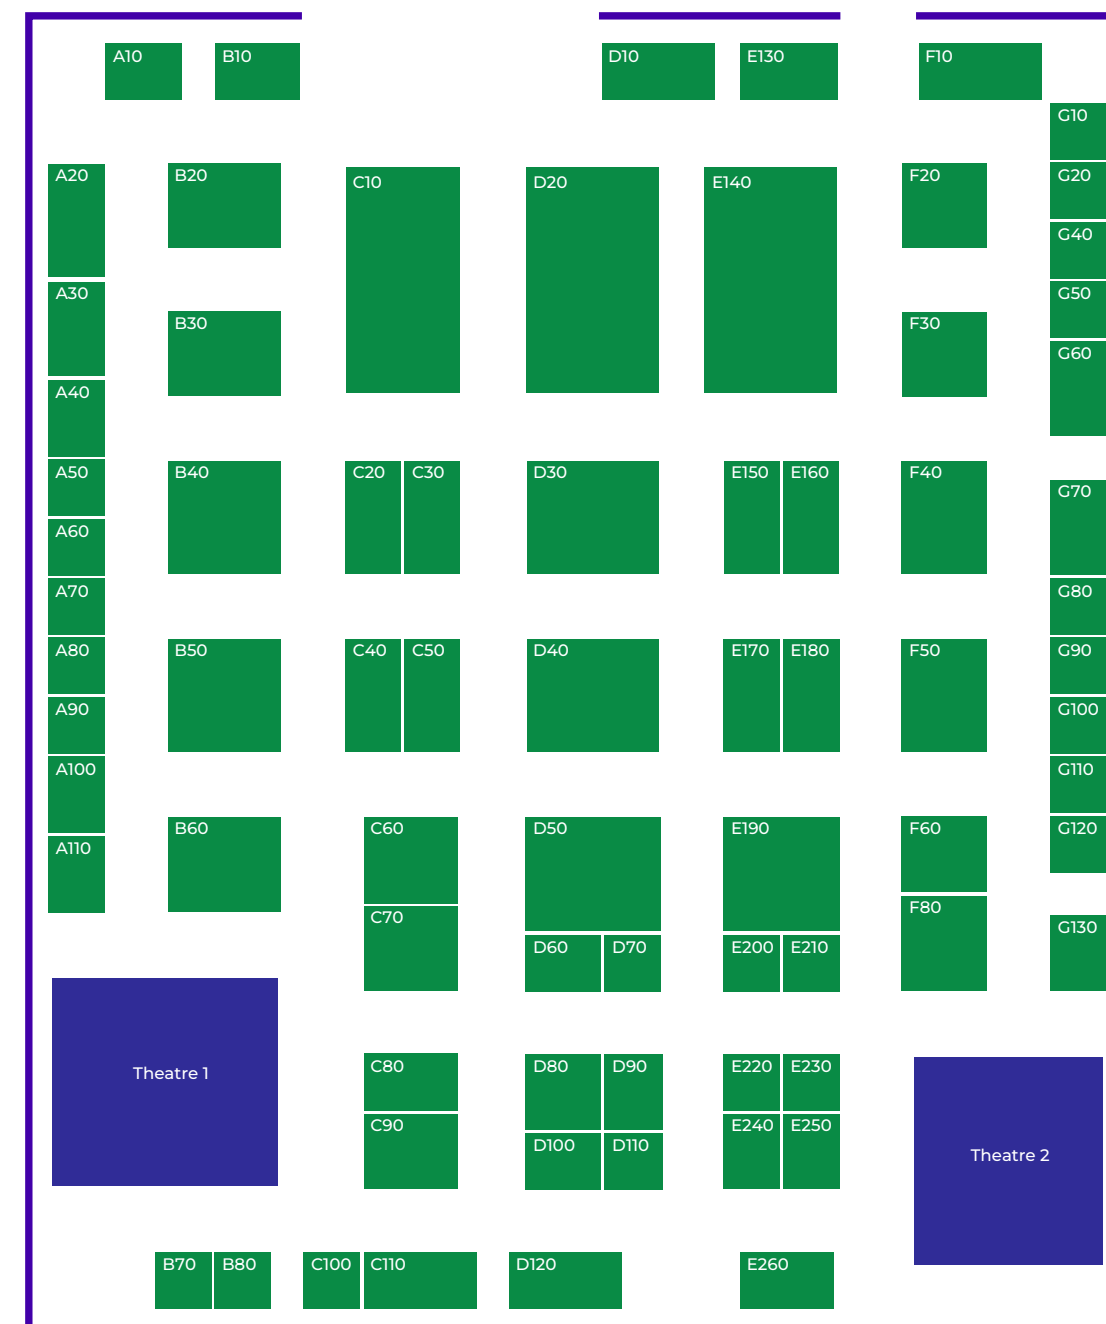 A10 B10 D10 E130 F10
G10
A20 B20 C10 D20 E140 F20 G20
G40
A30 B30 F30 G50
G60
A40
A50 B40 C20 C30 D30 E150 E160 F40 G70
A60
A70 G80
A80 B50 C40 C50 D40 E170 E180 F50 G90
A90 G100
A100 G110
A110 B60 C60 D50 E190 F60 G120
C70 F80 G130
D60 D70 E200 E210
Theatre 1 C80 D80 D90 E220 E230
C90 D100 D110 E240 E250
Theatre 2
B70 B80 C100 C110 D120 E260